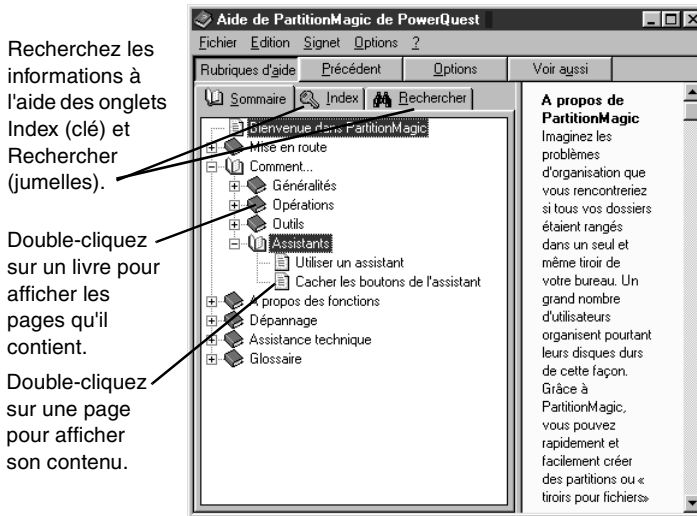 Recherchez les
informations à
l'aide des onglets
Index (clé) et
Rechercher
(jumelles).
Double-cliquez
sur un livre pour
afficher les
pages qu'il
contient.
Double-cliquez
sur une page
pour afficher
son contenu.
Aide de PartitionMagic de PowerQuest
Fichier Edition Signet Options ?
Rubriques d'aide Précédent Options Voir aussi
Sommaire Index Rechercher
Bienvenue dans PartitionMagic
Mise en route
Comment...
Généralités
Opérations
Outils
Assistants
Utiliser un assistant
Cacher les boutons de l'assistant
A propos des fonctions
Dépannage
Assistance technique
Glossaire
A propos de
PartitionMagic
Imaginez les
problèmes
d'organisation que
vous rencontreriez
si tous vos dossiers
étaient rangés
dans un seul et
même tiroir de
votre bureau. Un
grand nombre
d'utilisateurs
organisent pourtant
leurs disques durs
de cette façon.
Grâce à
PartitionMagic,
vous pouvez
rapidement et
facilement créer
des partitions ou «
tiroirs pour fichiers»